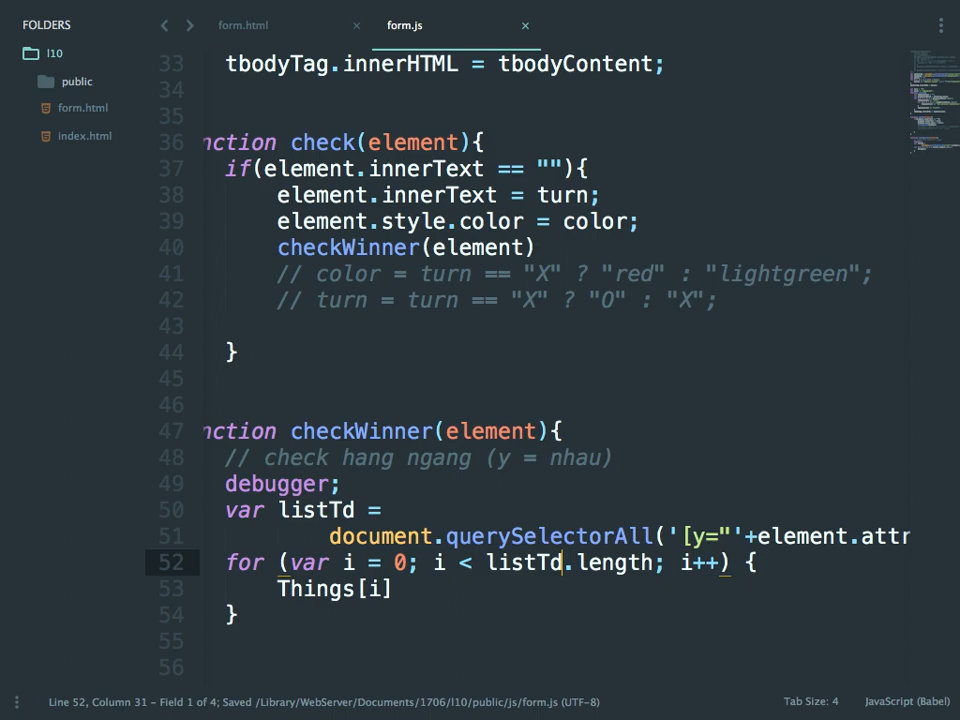 FOLDERS
l10
public
form.html
index.html
form.html ×
form.js ×
33 tbodyTag.innerHTML = tbodyContent;
34
35
36 nction check(element){
37 if(element.innerText == ""){
38 element.innerText = turn;
39 element.style.color = color;
40 checkWinner(element)
41 // color = turn == "X" ? "red" : "lightgreen";
42 // turn = turn == "X" ? "O" : "X";
43
44 }
45
46
47 nction checkWinner(element){
48 // check hang ngang (y = nhau)
49 debugger;
50 var listTd =
51 document.querySelectorAll('[y="'+element.attr
52 for (var i = 0; i < listTd.length; i++) {
53 Things[i]
54 }
55
56
Line 52, Column 31 - Field 1 of 4; Saved /Library/WebServer/Documents/1706/l10/public/js/form.js (UTF-8)
Tab Size: 4
JavaScript (Babel)